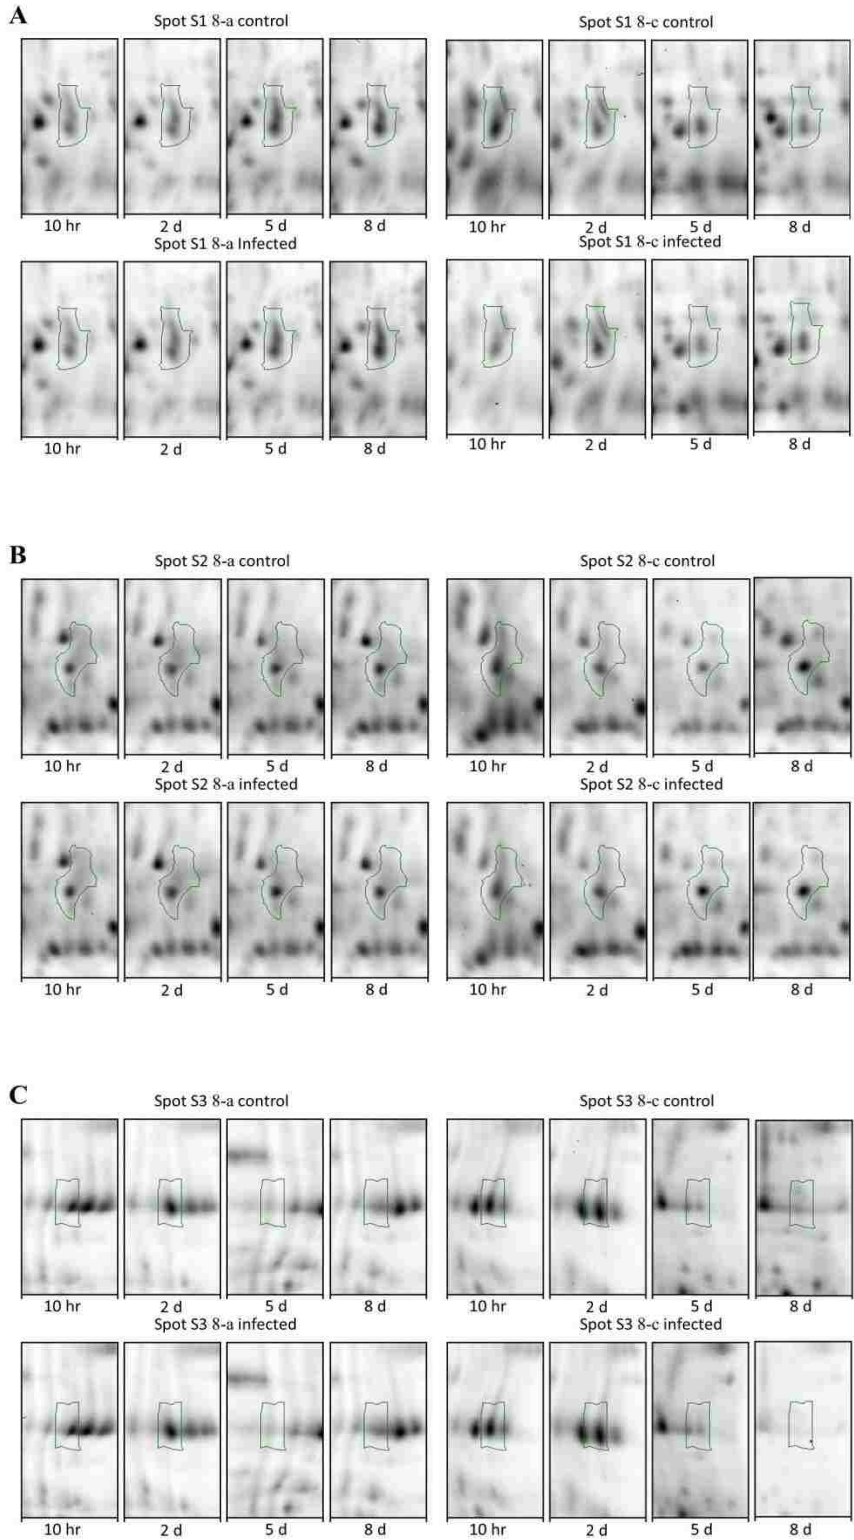 A
Spot S1 8-a control
Spot S1 8-c control
10 hr 2 d 5 d 8 d
10 hr 2 d 5 d 8 d
Spot S1 8-a Infected
Spot S1 8-c infected
10 hr 2 d 5 d 8 d
10 hr 2 d 5 d 8 d
B
Spot S2 8-a control
Spot S2 8-c control
10 hr 2 d 5 d 8 d
10 hr 2 d 5 d 8 d
Spot S2 8-a infected
Spot S2 8-c infected
10 hr 2 d 5 d 8 d
10 hr 2 d 5 d 8 d
C
Spot S3 8-a control
Spot S3 8-c control
10 hr 2 d 5 d 8 d
10 hr 2 d 5 d 8 d
Spot S3 8-a infected
Spot S3 8-c infected
10 hr 2 d 5 d 8 d
10 hr 2 d 5 d 8 d